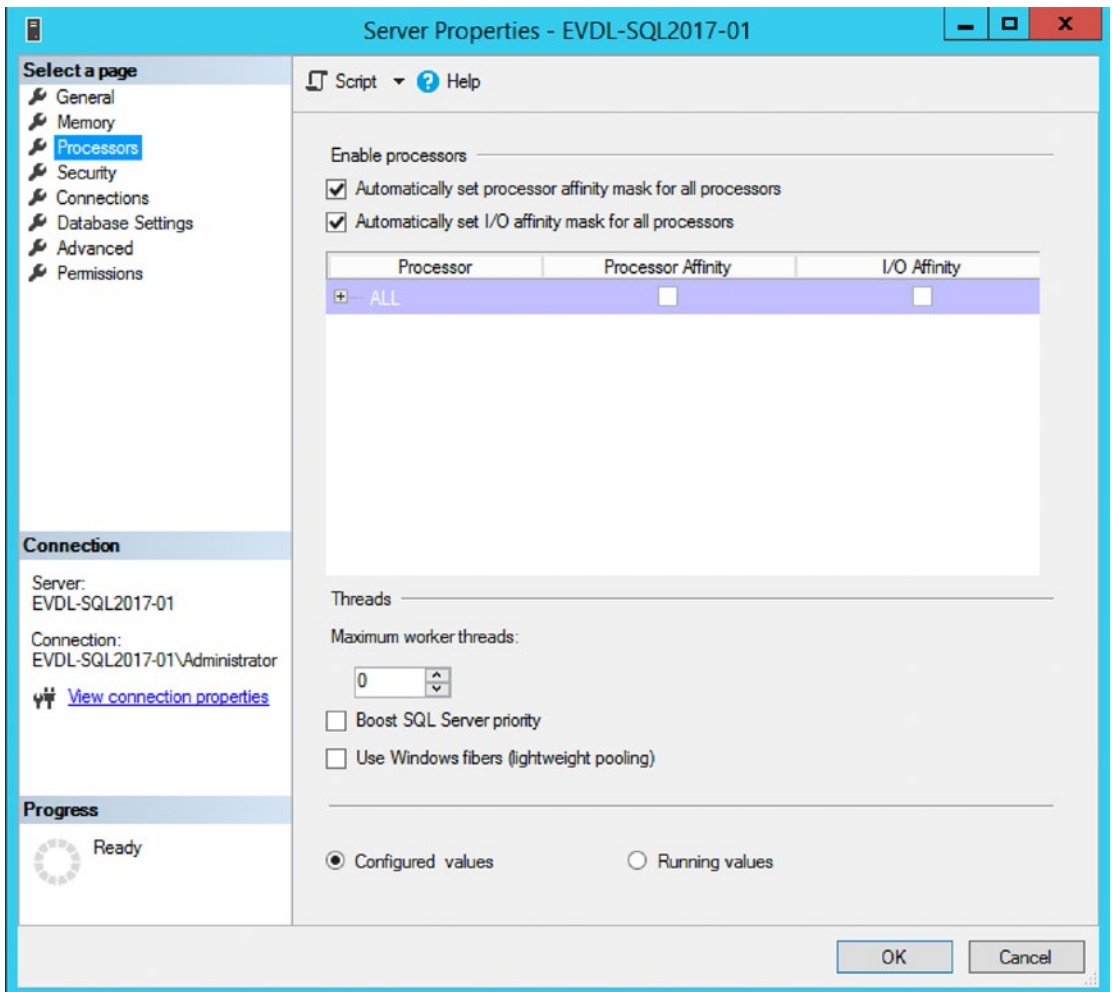 Server Properties - EVDL-SQL2017-01
Select a page
General
Memory
Processors
Security
Connections
Database Settings
Advanced
Permissions
Connection
Server:
EVDL-SQL2017-01
Connection:
EVDL-SQL2017-01\Administrator
View connection properties
Progress
Ready
Script Help
Enable processors
Automatically set processor affinity mask for all processors
Automatically set I/O affinity mask for all processors
Processor Processor Affinity I/O Affinity
ALL
Threads
Maximum worker threads:
0
Boost SQL Server priority
Use Windows fibers (lightweight pooling)
Configured values Running values
OK Cancel